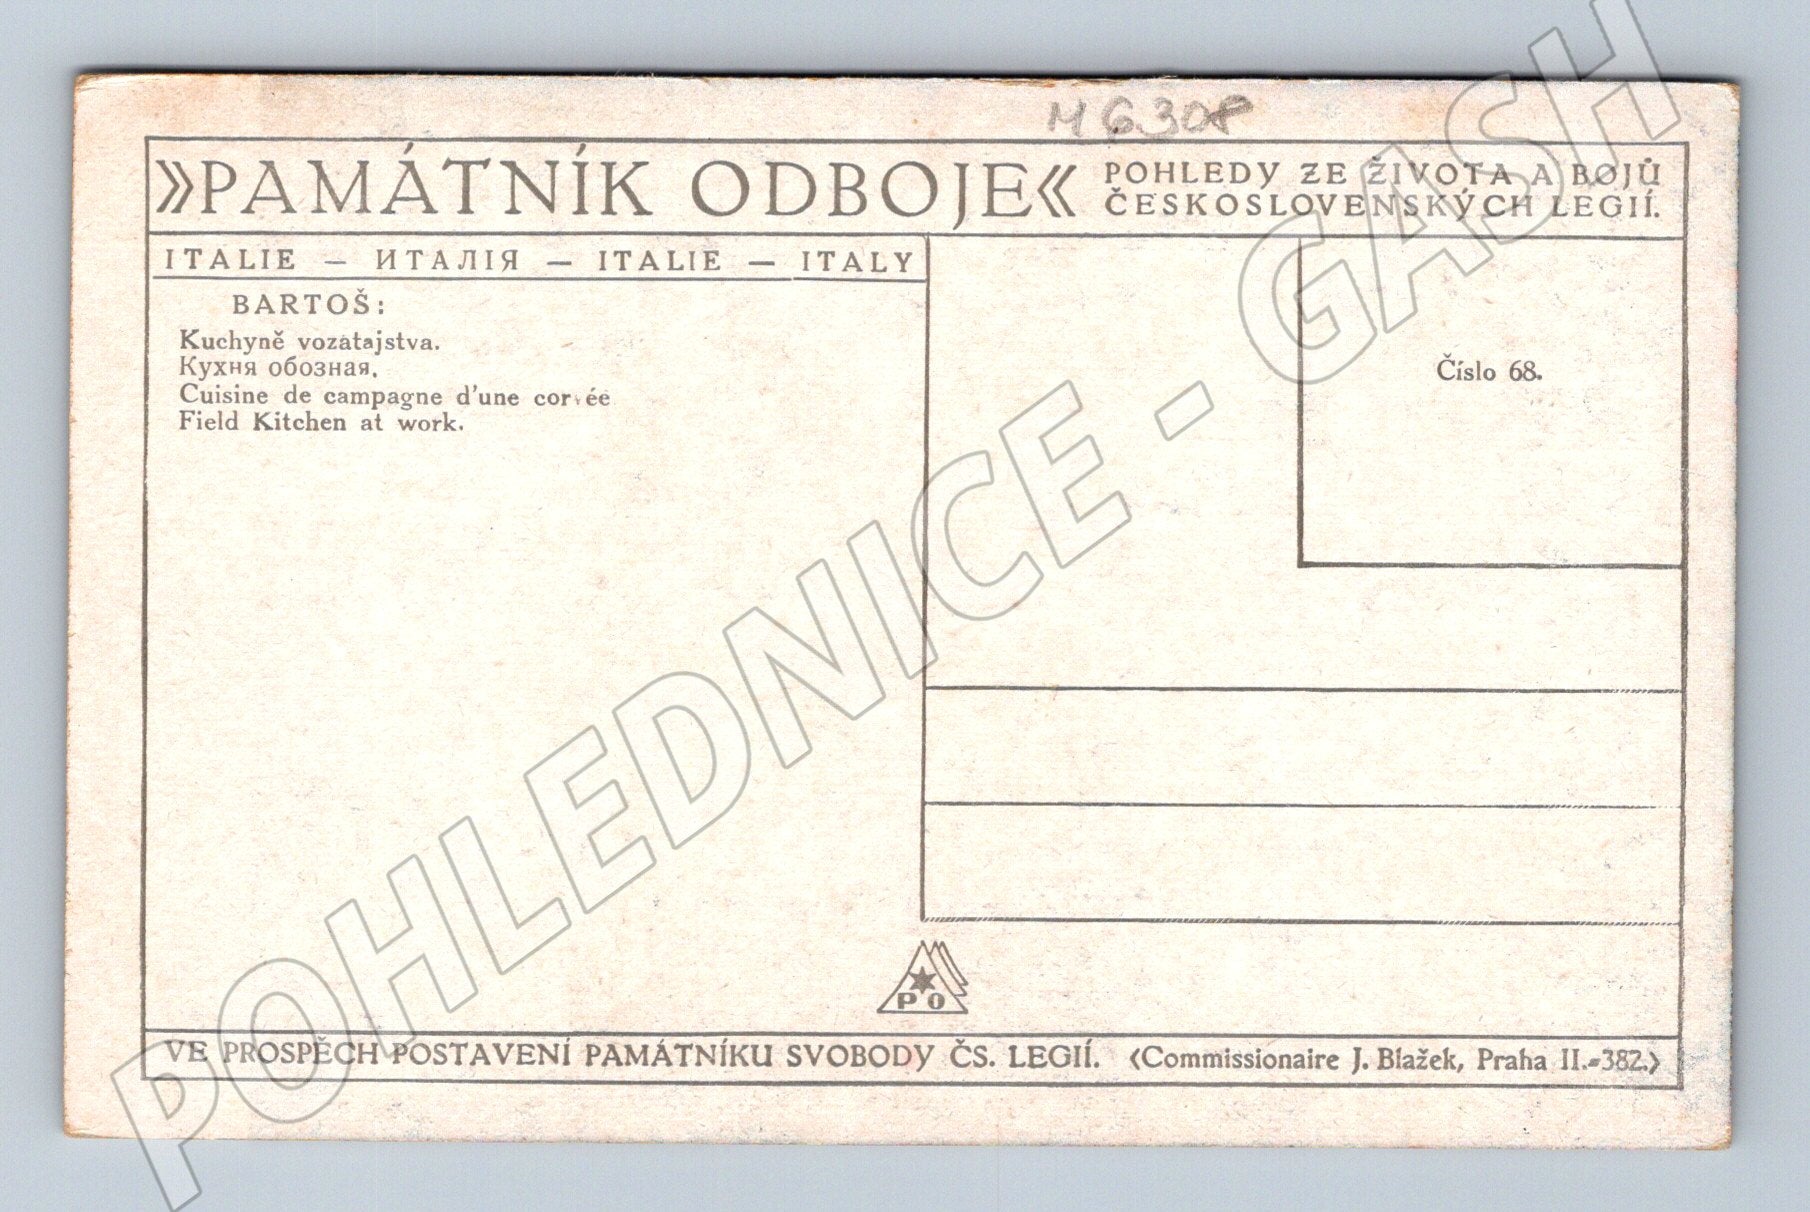 M 6308
»PAMÁTNÍK ODBOJE«
POHLEDY ZE ŽIVOTA A BOJŮ
ČESKOSLOVENSKÝCH LEGIÍ.
ITALIE – ИТАЛІЯ – ITALIE – ITALY
BARTOŠ:
Kuchyně vozatajstva.
Кухня обозная.
Cuisine de campagne d'une corvée
Field Kitchen at work.
Číslo 68.
POHLEDNICE - GASH
PO
VE PROSPĚCH POSTAVENÍ PAMÁTNÍKU SVOBODY ČS. LEGIÍ. (Commissionaire J. Blažek, Praha II.-382.)